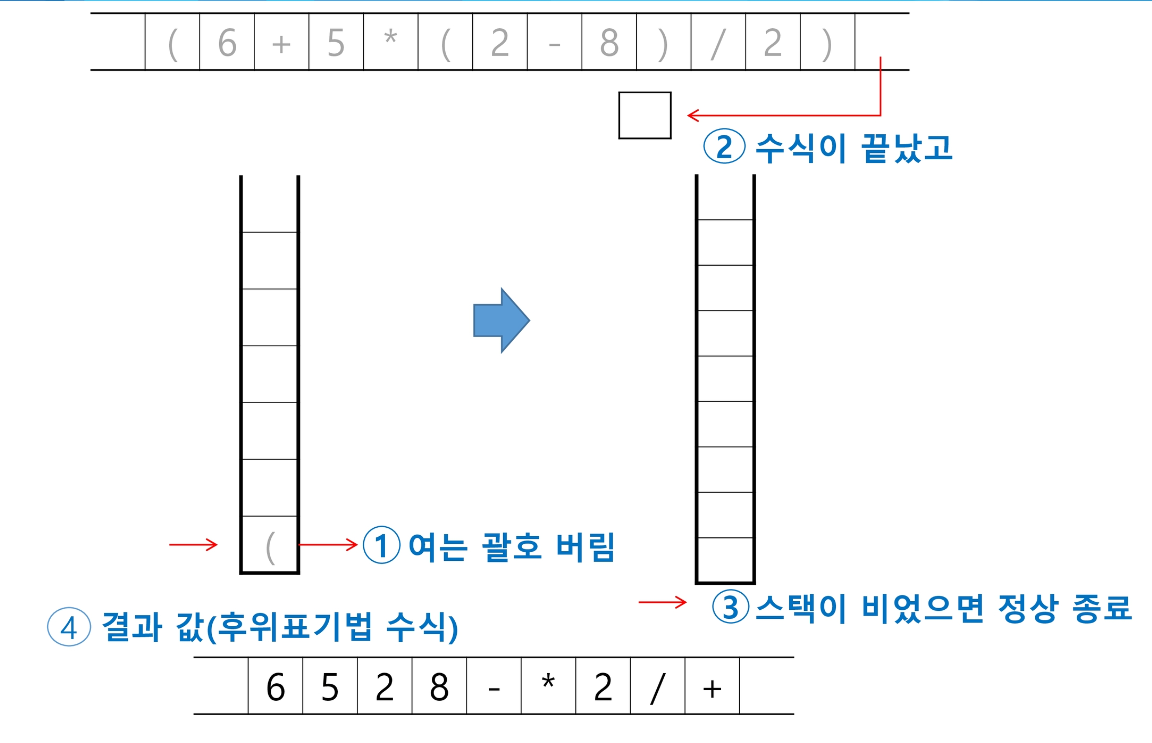 ( 6 + 5 * ( 2 - 8 ) / 2 )
② 수식이 끝났고
( ① 여는 괄호 버림
③ 스택이 비었으면 정상 종료
④ 결과 값(후위표기법 수식)
6 5 2 8 - * 2 / +